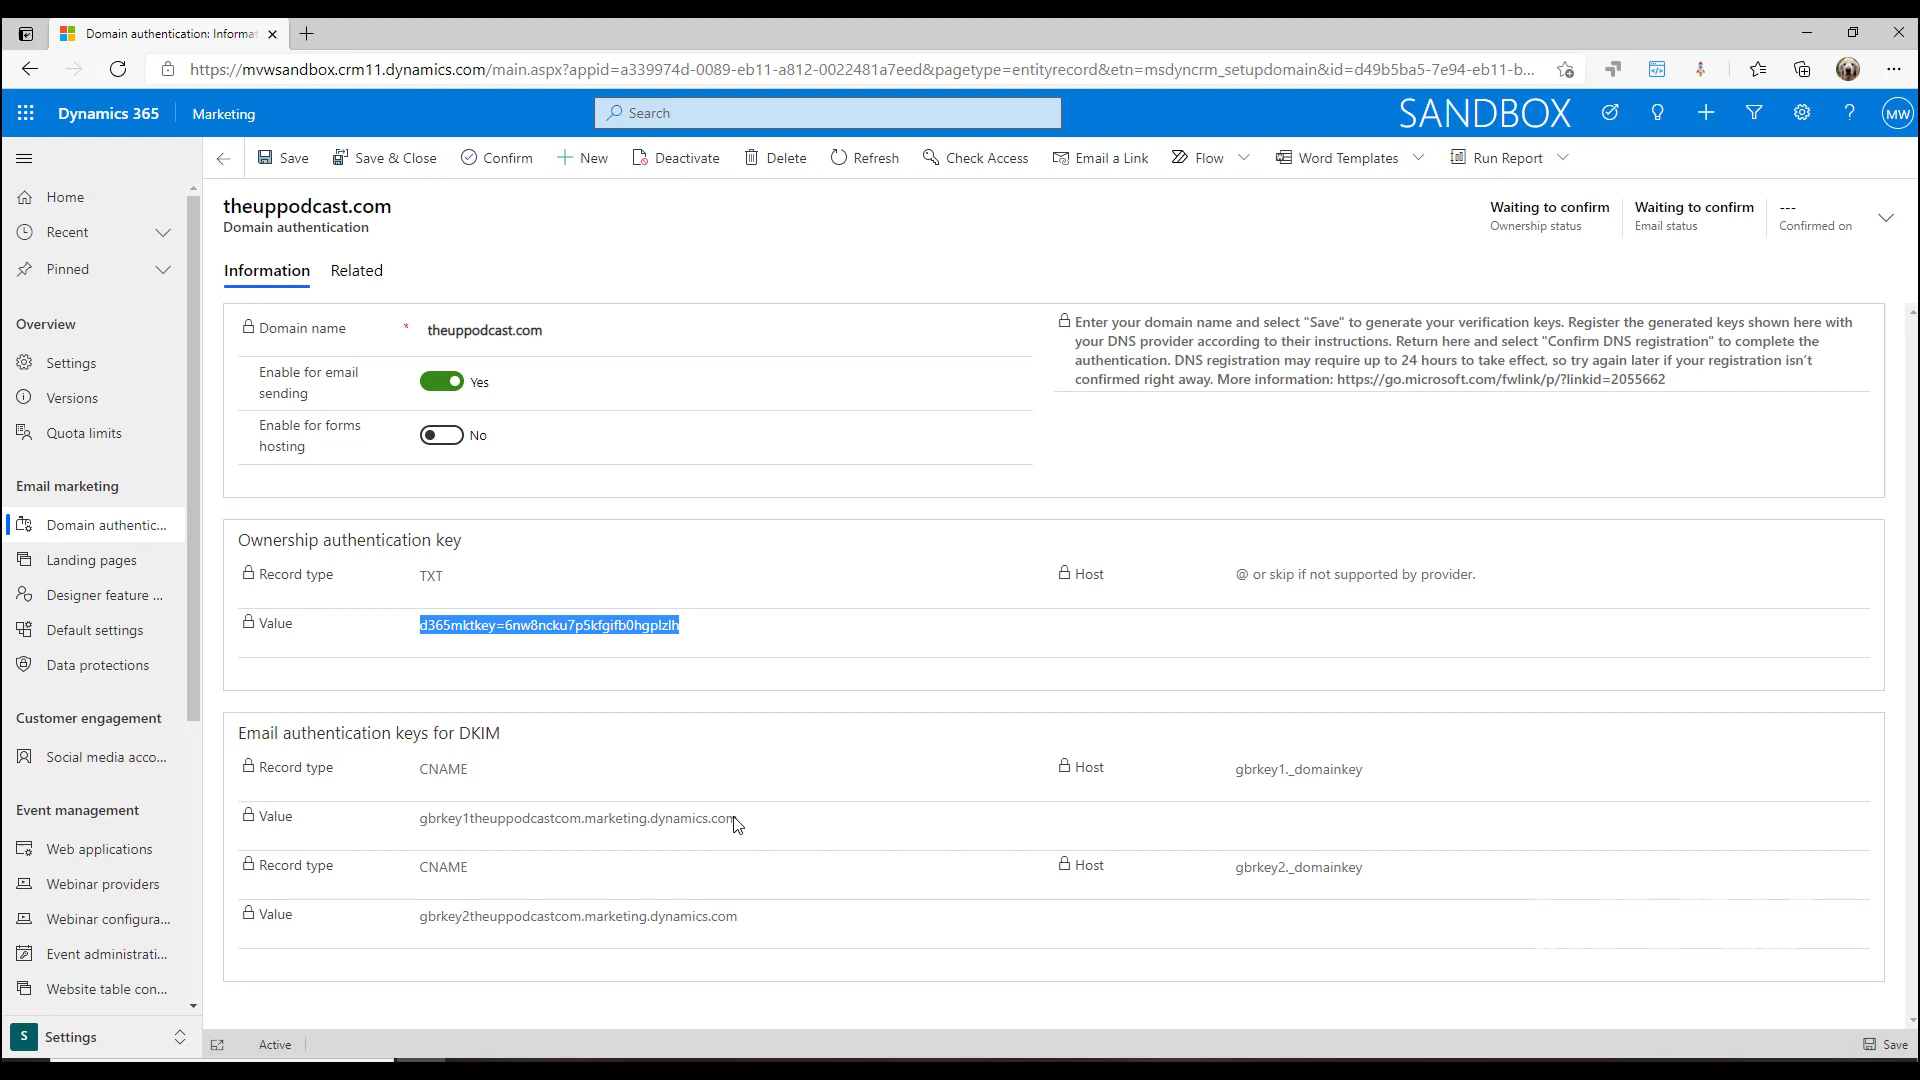 Domain authentication: Informat
https://mvwsandbox.crm11.dynamics.com/main.aspx?appid=a339974d-0089-eb11-a812-0022481a7eed&pagetype=entityrecord&etn=msdyncrm_setupdomain&id=d49b5ba5-7e94-eb11-b...
Dynamics 365
Marketing
Search
SANDBOX
MW
Save
Save & Close
Confirm
New
Deactivate
Delete
Refresh
Check Access
Email a Link
Flow
Word Templates
Run Report
Home
Recent
Pinned
Overview
Settings
Versions
Quota limits
Email marketing
Domain authentic...
Landing pages
Designer feature ...
Default settings
Data protections
Customer engagement
Social media acco...
Event management
Web applications
Webinar providers
Webinar configura...
Event administrati...
Website table con...
S
Settings
theuppodcast.com
Domain authentication
Waiting to confirm
Ownership status
Waiting to confirm
Email status
---
Confirmed on
Information
Related
Domain name
*
theuppodcast.com
Enable for email
sending
Yes
Enable for forms
hosting
No
Enter your domain name and select "Save" to generate your verification keys. Register the generated keys shown here with
your DNS provider according to their instructions. Return here and select "Confirm DNS registration" to complete the
authentication. DNS registration may require up to 24 hours to take effect, so try again later if your registration isn't
confirmed right away. More information: https://go.microsoft.com/fwlink/p/?linkid=2055662
Ownership authentication key
Record type
TXT
Host
@ or skip if not supported by provider.
Value
d365mktkey=6nw8ncku7p5kfgifb0hgplzlh
Email authentication keys for DKIM
Record type
CNAME
Host
gbrkey1._domainkey
Value
gbrkey1theuppodcastcom.marketing.dynamics.com
Record type
CNAME
Host
gbrkey2._domainkey
Value
gbrkey2theuppodcastcom.marketing.dynamics.com
Active
Save